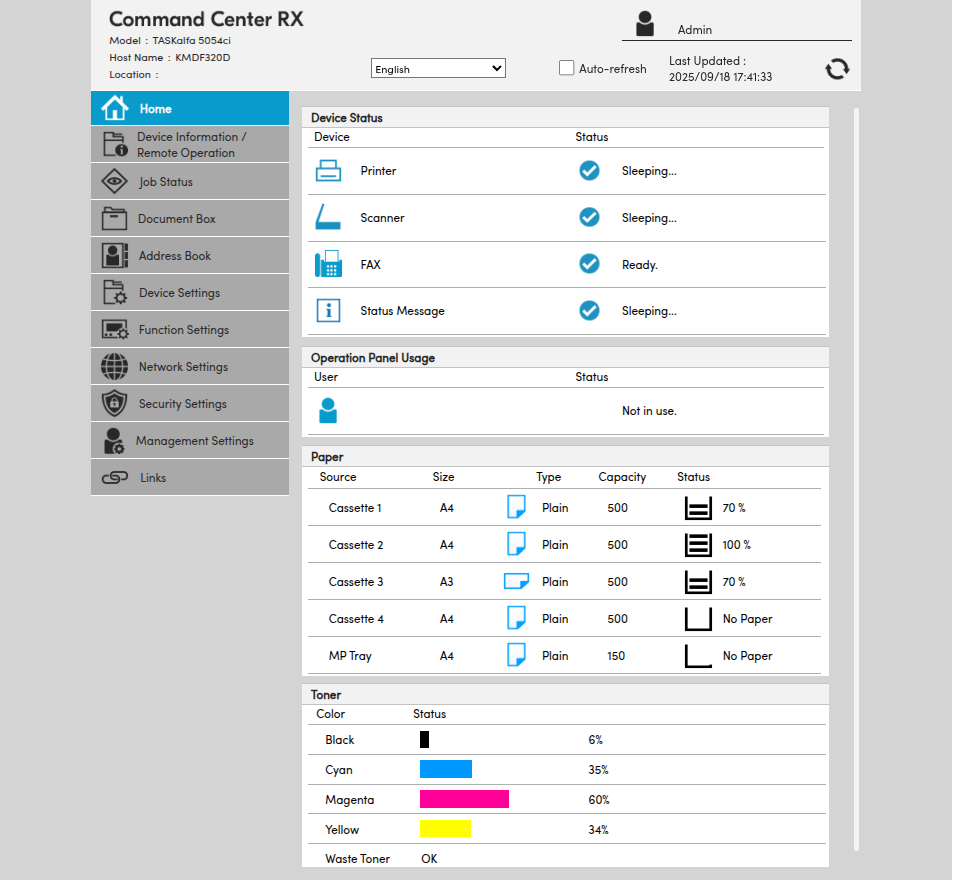 Command Center RX
Model : TASKalfa 5054ci
Host Name : KMDF320D
Location :
English
Auto-refresh
Admin
Last Updated :
2025/09/18 17:41:33
Home
Device Information /
Remote Operation
Job Status
Document Box
Address Book
Device Settings
Function Settings
Network Settings
Security Settings
Management Settings
Links
Device Status
Device Status
Printer Sleeping...
Scanner Sleeping...
FAX Ready.
Status Message Sleeping...
Operation Panel Usage
User Status
Not in use.
Paper
Source Size Type Capacity Status
Cassette 1 A4 Plain 500 70 %
Cassette 2 A4 Plain 500 100 %
Cassette 3 A3 Plain 500 70 %
Cassette 4 A4 Plain 500 No Paper
MP Tray A4 Plain 150 No Paper
Toner
Color Status
Black 6%
Cyan 35%
Magenta 60%
Yellow 34%
Waste Toner OK